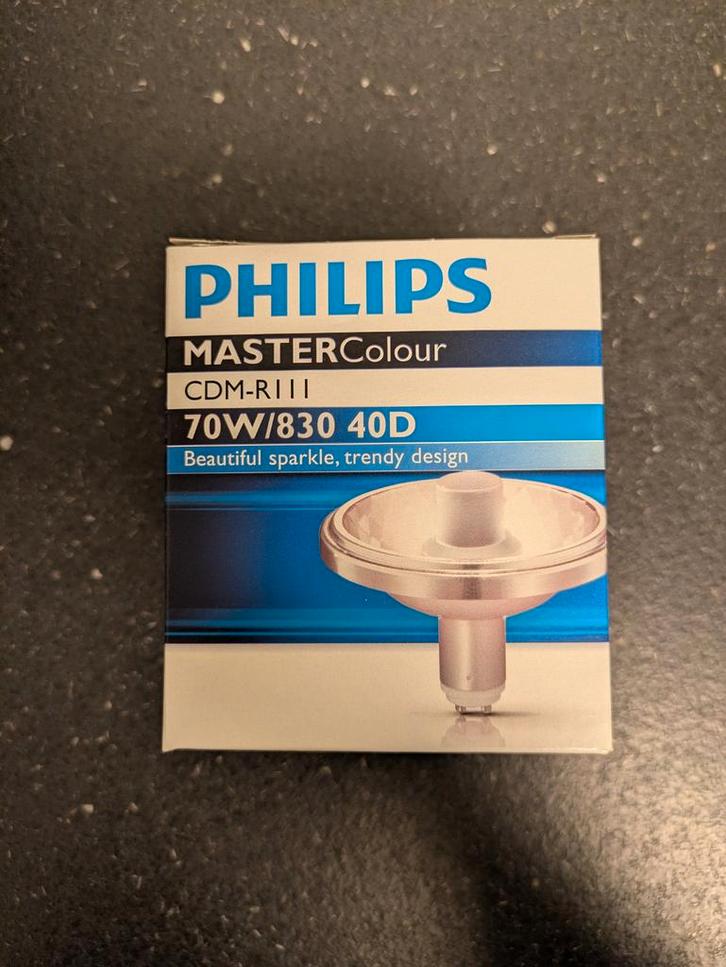 PHILIPS
MASTERColour
CDM-R111
70W/830 40D
Beautiful sparkle, trendy design